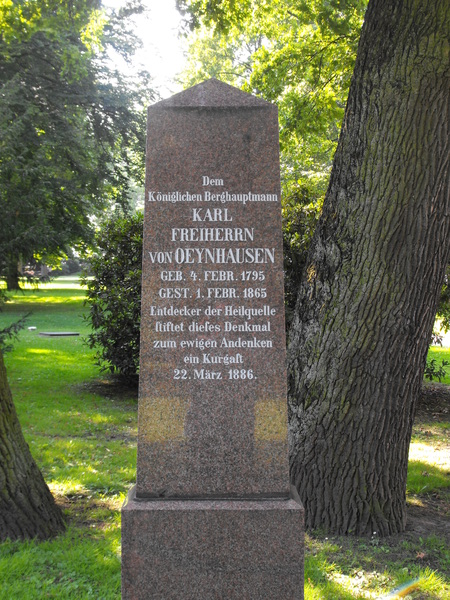 Dem
Königlichen Berghauptmann
KARL
FREIHERRN
VON OEYNHAUSEN
GEB. 4. FEBR. 1795
GEST. 1. FEBR. 1865
Entdecker der Heilquelle
ſtiftet dieſes Denkmal
zum ewigen Andenken
ein Kurgaſt
22. März 1886.